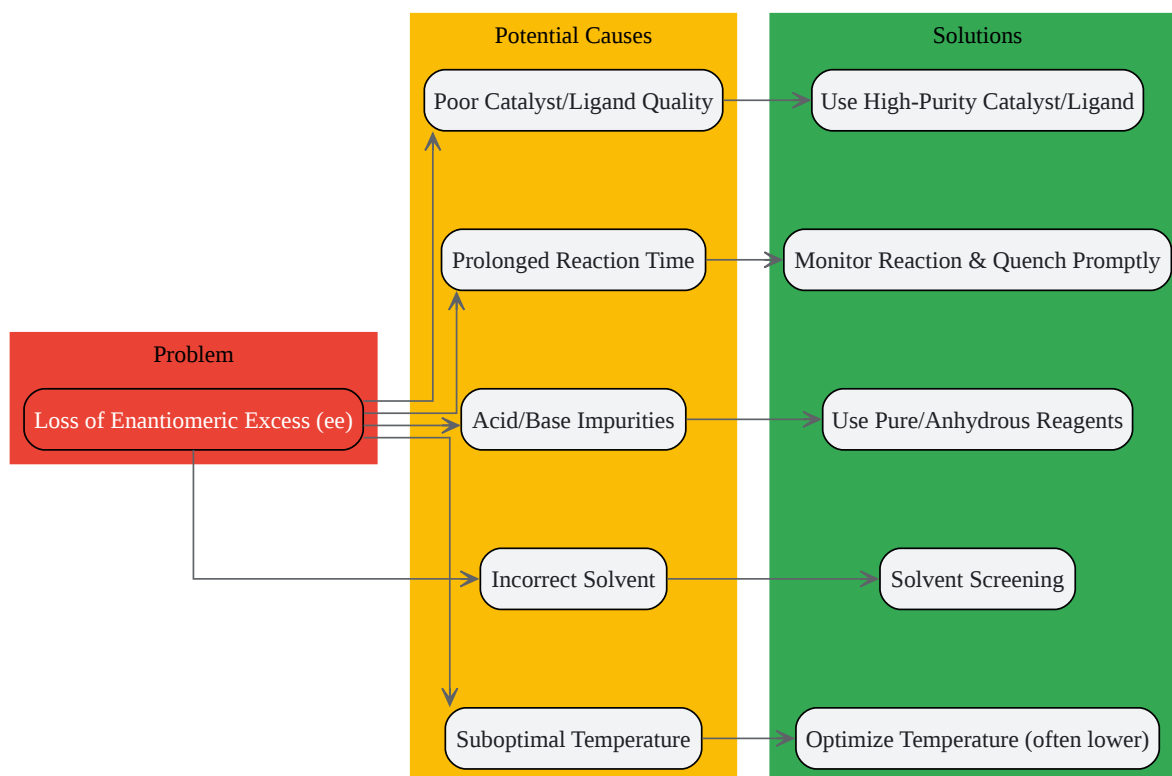 Potential Causes
Solutions
Poor Catalyst/Ligand Quality
Use High-Purity Catalyst/Ligand
Prolonged Reaction Time
Monitor Reaction & Quench Promptly
Problem
Loss of Enantiomeric Excess (ee)
Acid/Base Impurities
Use Pure/Anhydrous Reagents
Incorrect Solvent
Solvent Screening
Suboptimal Temperature
Optimize Temperature (often lower)